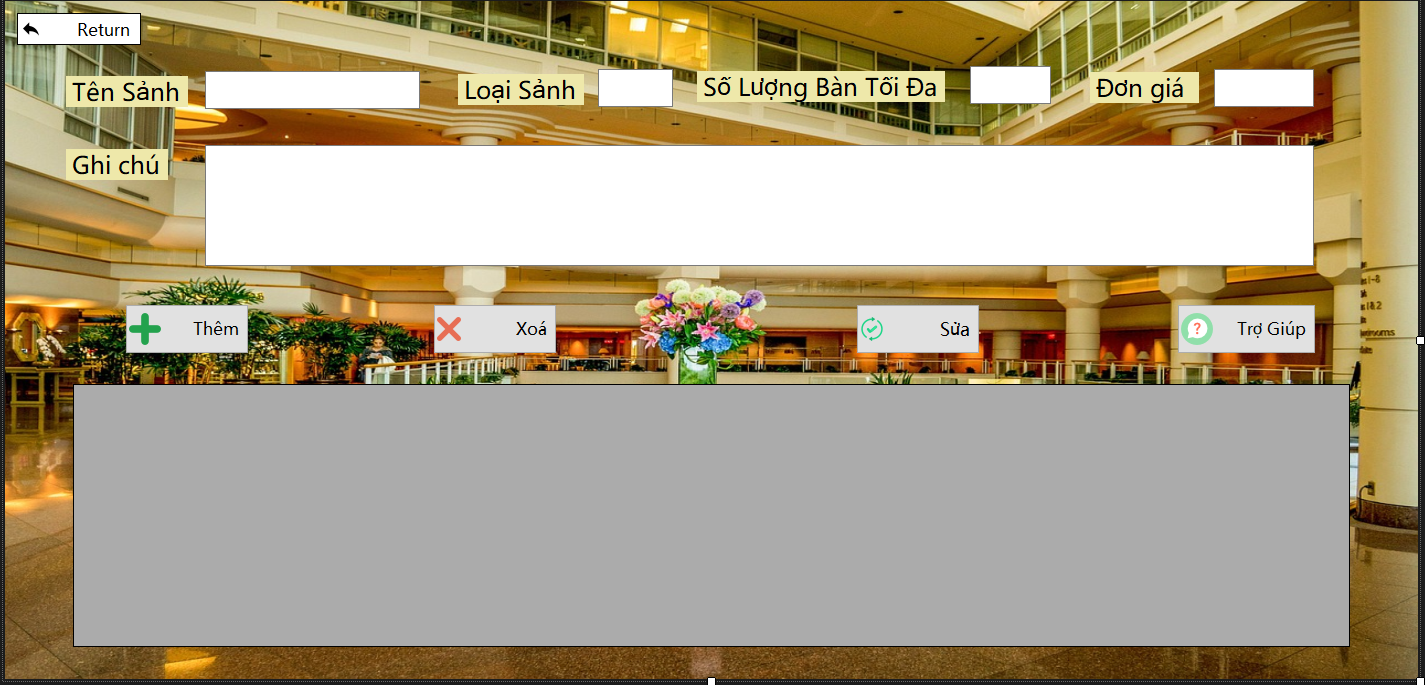 Return
Tên Sảnh
Loại Sảnh
Số Lượng Bàn Tối Đa
Đơn giá
Ghi chú
Thêm
Xoá
Sửa
Trợ Giúp